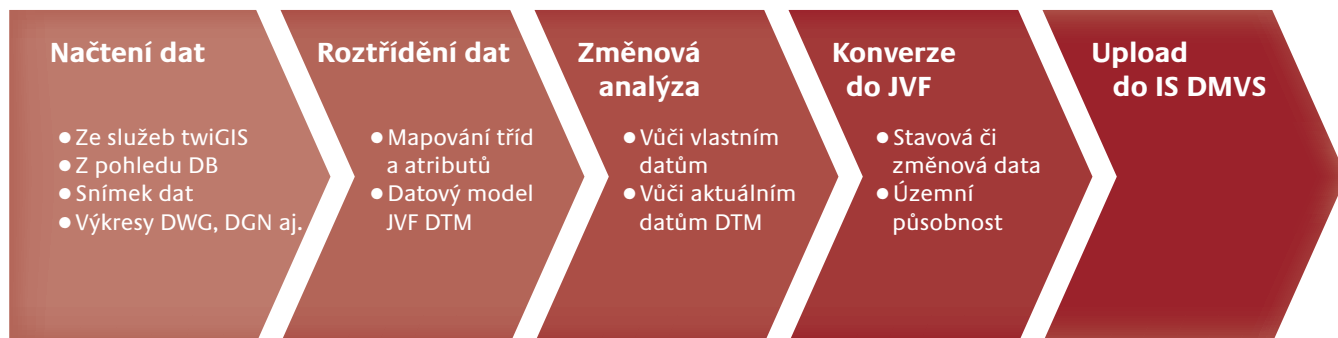 Načtení dat
● Ze služeb twiGIS
● Z pohledu DB
● Snímek dat
● Výkresy DWG, DGN aj.
Roztřídění dat
● Mapování tříd
a atributů
● Datový model
JVF DTM
Změnová
analýza
● Vůči vlastním
datům
● Vůči aktuálním
datům DTM
Konverze
do JVF
● Stavová či
změnová data
● Územní
působnost
Upload
do IS DMVS